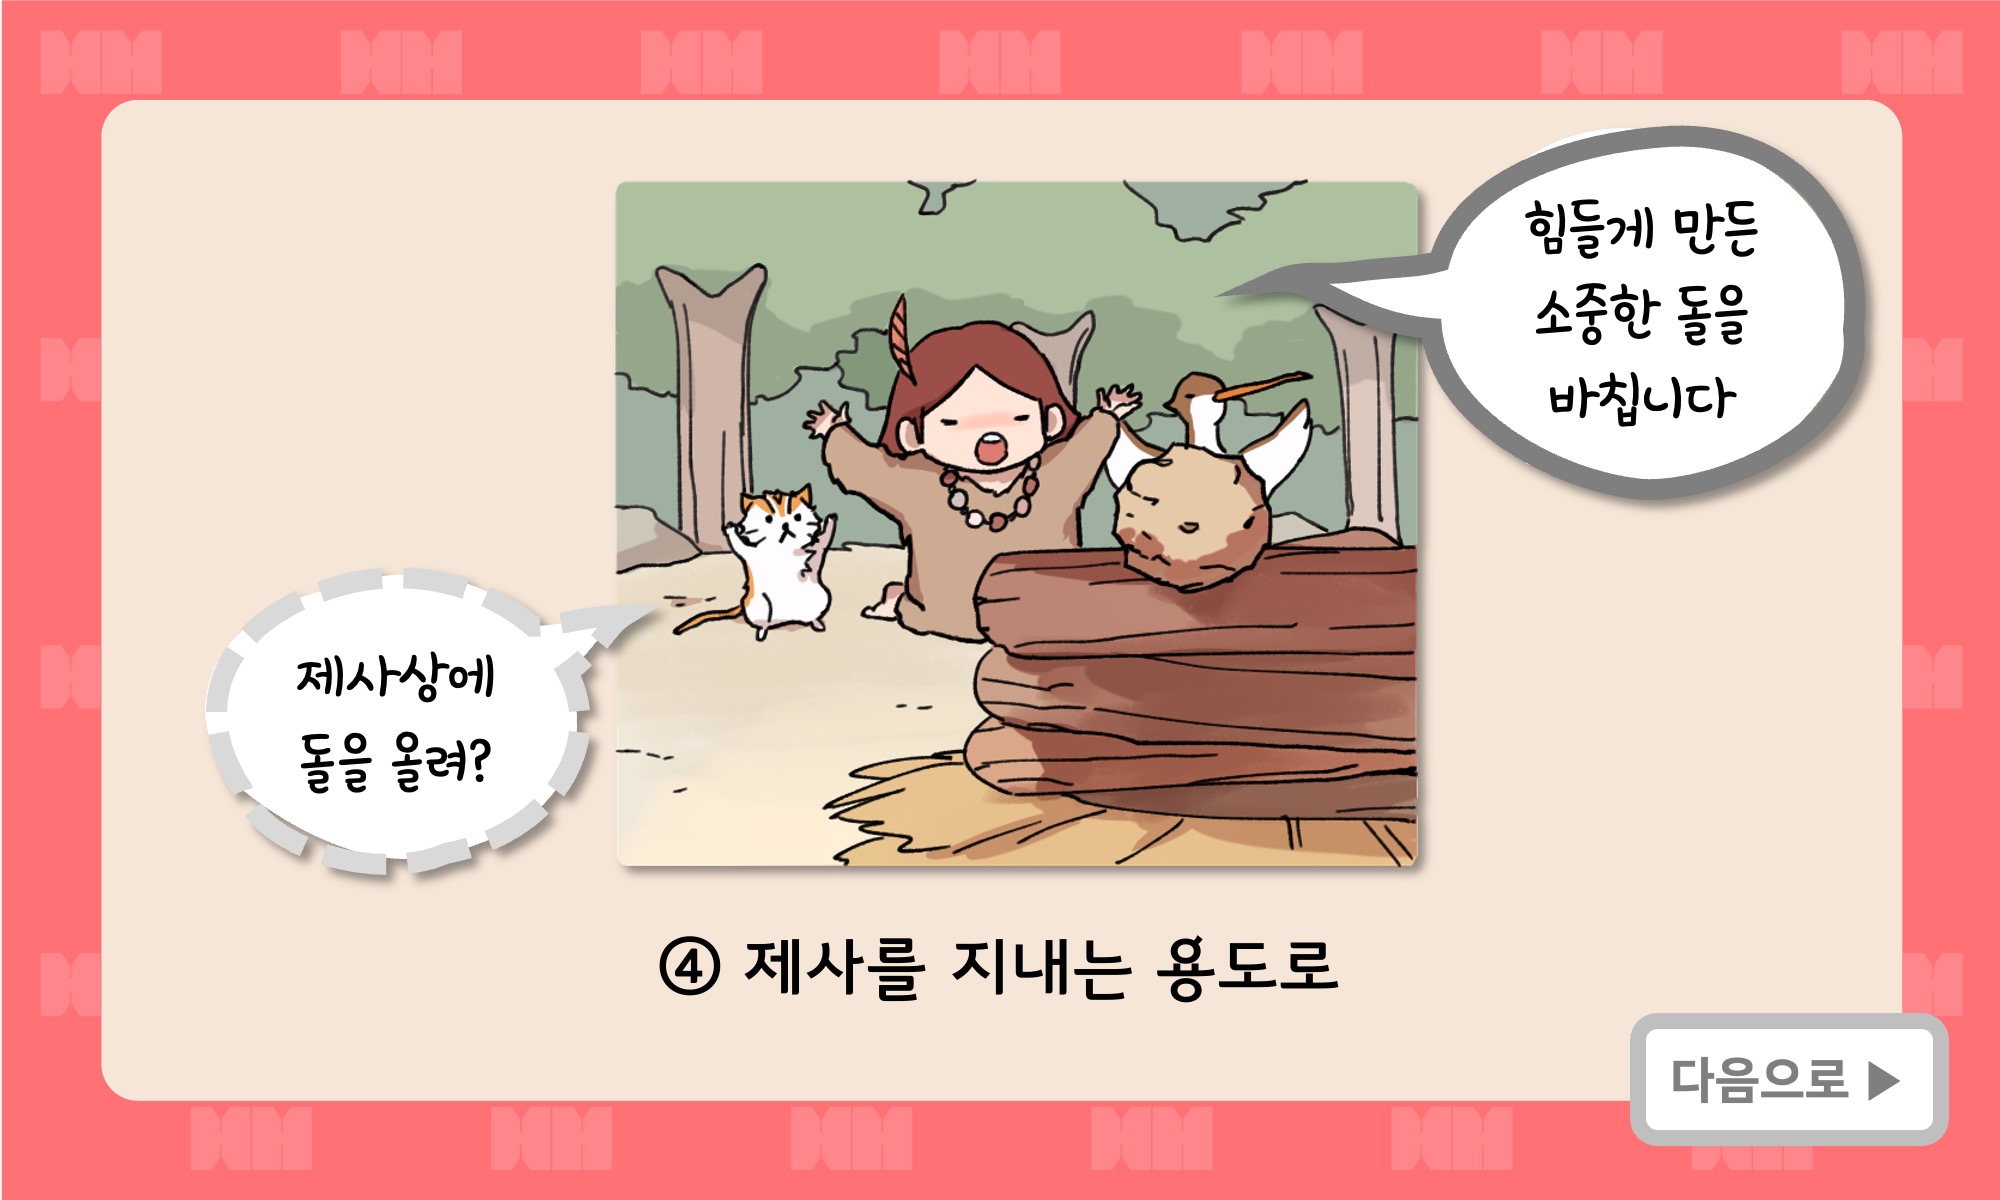 힘들게 만든
소중한 돌을
바칩니다
제사상에
돌을 올려?
④ 제사를 지내는 용도로
다음으로 ▶